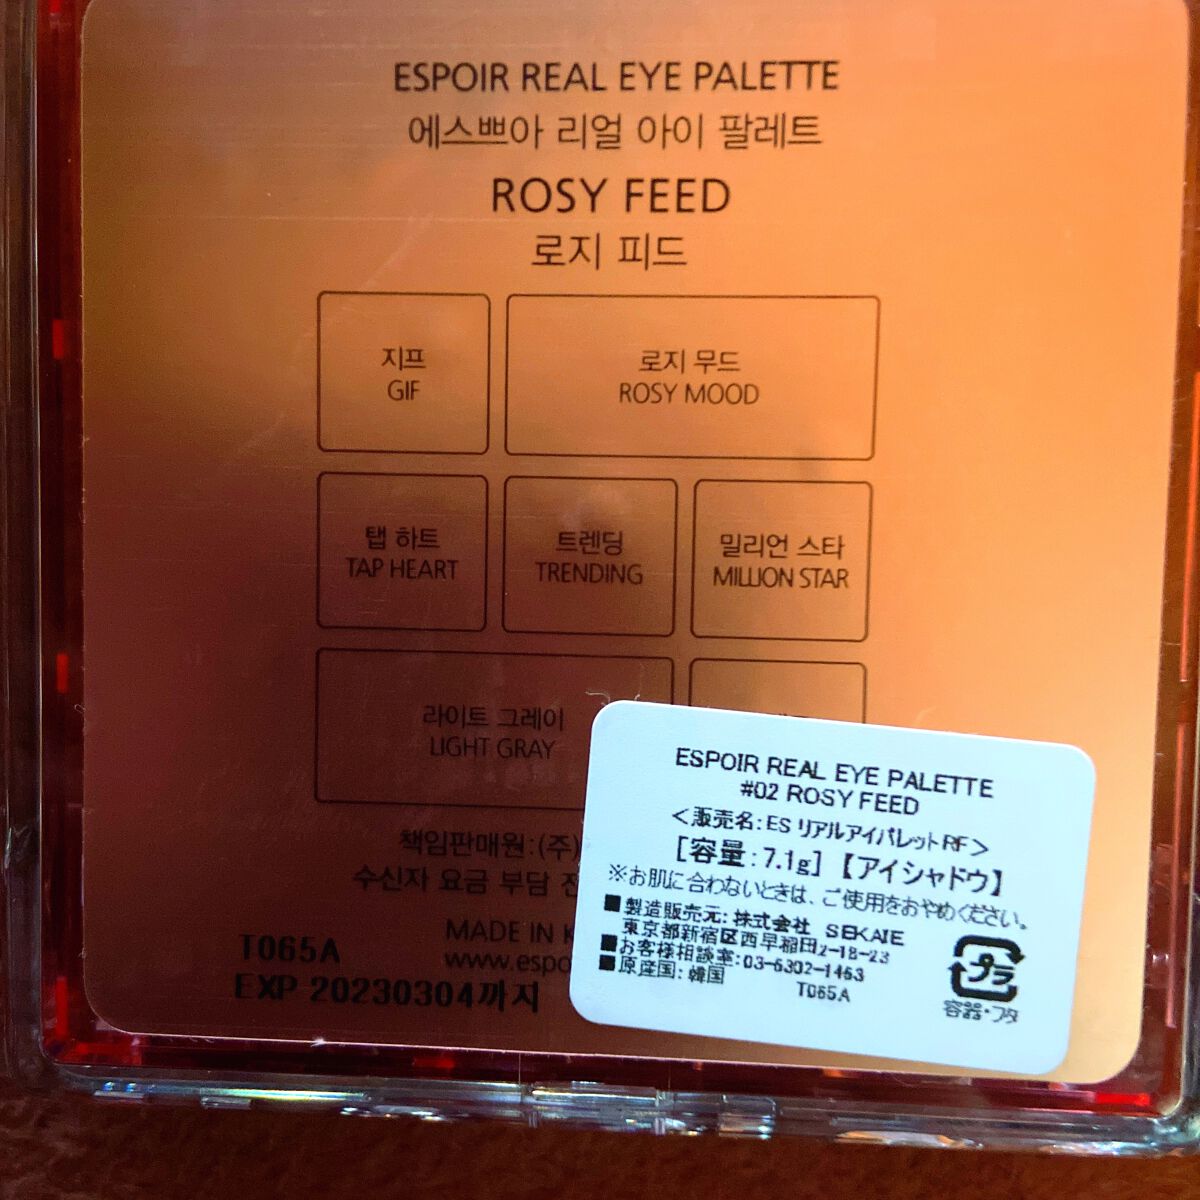 ESPOIR REAL EYE PALETTE
에스쁘아 리얼 아이 팔레트
ROSY FEED
로지 피드
지프
GIF
로지 무드
ROSY MOOD
탭 하트
TAP HEART
트렌딩
TRENDING
밀리언 스타
MILLION STAR
라이트 그레이
LIGHT GRAY
책임판매원:(주)
수신자 요금 부담
MADE IN
www.espo
T065A
EXP 20230304까지
ESPOIR REAL EYE PALETTE
#02 ROSY FEED
<販売名:ES リアルアイパレットRF>
[容量:7.1g]【アイシャドウ】
※お肌に合わないときは、ご使用をおやめください。
■製造販売元:株式会社 SEKAIE
東京都新宿区西早稲田2-18-23
■お客様相談室:03-6302-1463
■原産国:韓国
T065A
プラ
容器・フタ